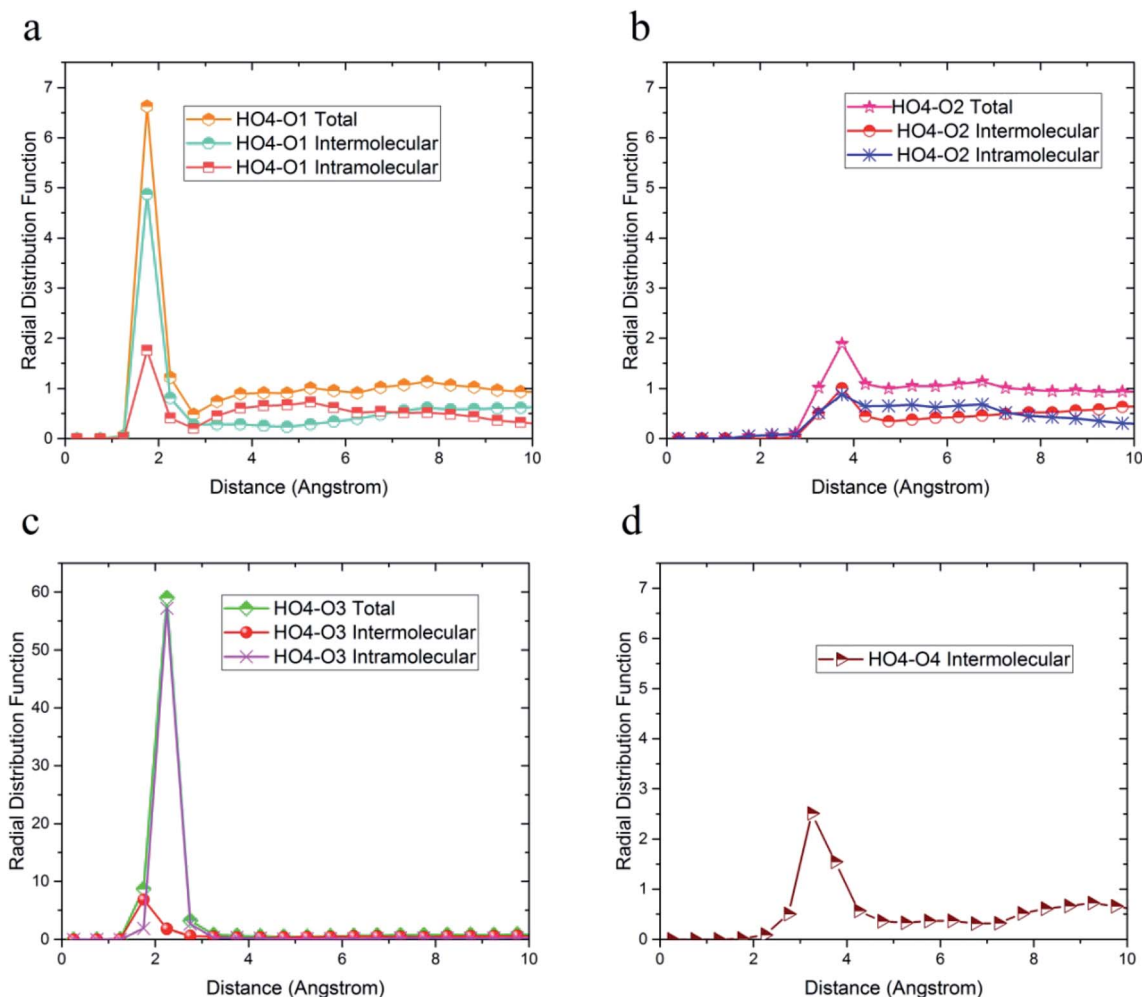 a
7
6
5
4
3
2
1
0
Radial Distribution Function
HO4-O1 Total
HO4-O1 Intermolecular
HO4-O1 Intramolecular
0 2 4 6 8 10
Distance (Angstrom)
b
7
6
5
4
3
2
1
0
Radial Distribution Function
HO4-O2 Total
HO4-O2 Intermolecular
HO4-O2 Intramolecular
0 2 4 6 8 10
Distance (Angstrom)
c
60
50
40
30
20
10
0
Radial Distribution Function
HO4-O3 Total
HO4-O3 Intermolecular
HO4-O3 Intramolecular
0 2 4 6 8 10
Distance (Angstrom)
d
7
6
5
4
3
2
1
0
Radial Distribution Function
HO4-O4 Intermolecular
0 2 4 6 8 10
Distance (Angstrom)